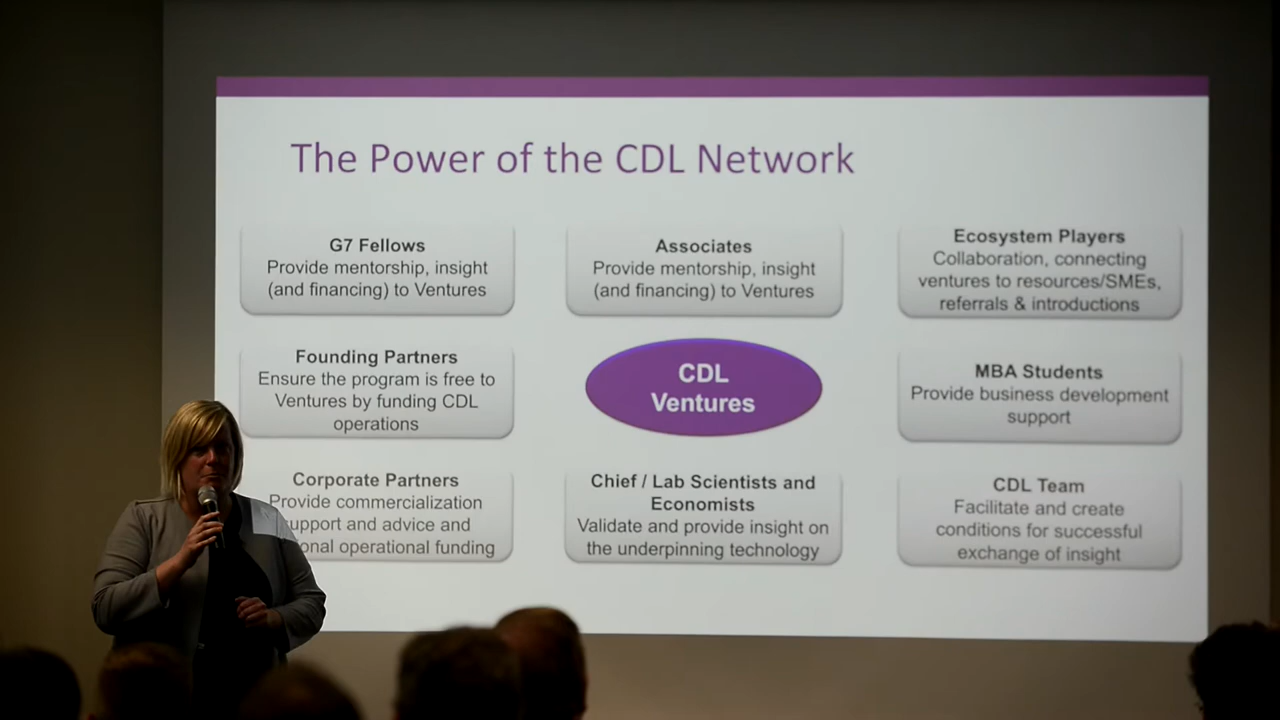 The Power of the CDL Network
G7 Fellows
Provide mentorship, insight
(and financing) to Ventures
Associates
Provide mentorship, insight
(and financing) to Ventures
Ecosystem Players
Collaboration, connecting
ventures to resources/SMEs,
referrals & introductions
Founding Partners
Ensure the program is free to
Ventures by funding CDL
operations
CDL
Ventures
MBA Students
Provide business development
support
Corporate Partners
Provide commercialization
and advice and
operational funding
Chief / Lab Scientists and
Economists
Validate and provide insight on
the underpinning technology
CDL Team
Facilitate and create
conditions for successful
exchange of insight